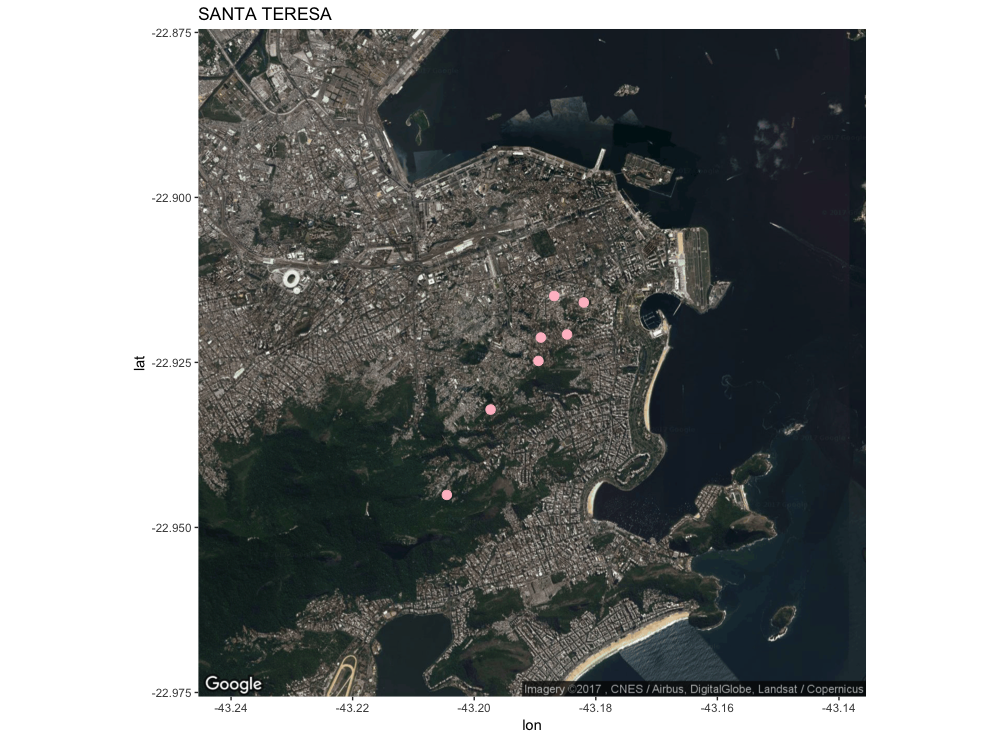 SANTA TERESA
-22.875
-22.900
-22.925
-22.950
-22.975
lat
Google
Imagery ©2017 , CNES / Airbus, DigitalGlobe, Landsat / Copernicus
-43.24
-43.22
-43.20
-43.18
-43.16
-43.14
lon